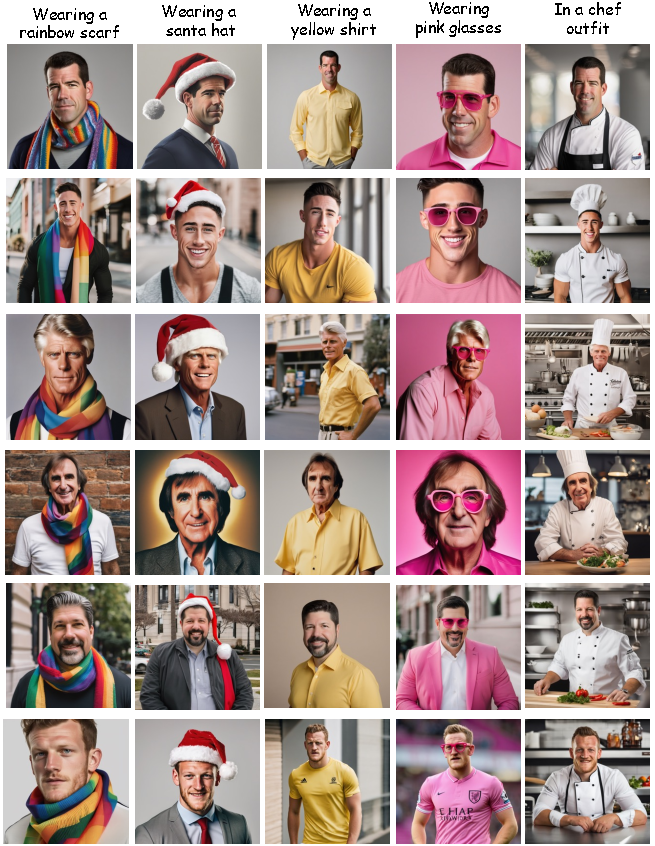 Wearing a
rainbow scarf
Wearing a
santa hat
Wearing a
yellow shirt
Wearing
pink glasses
In a chef
outfit